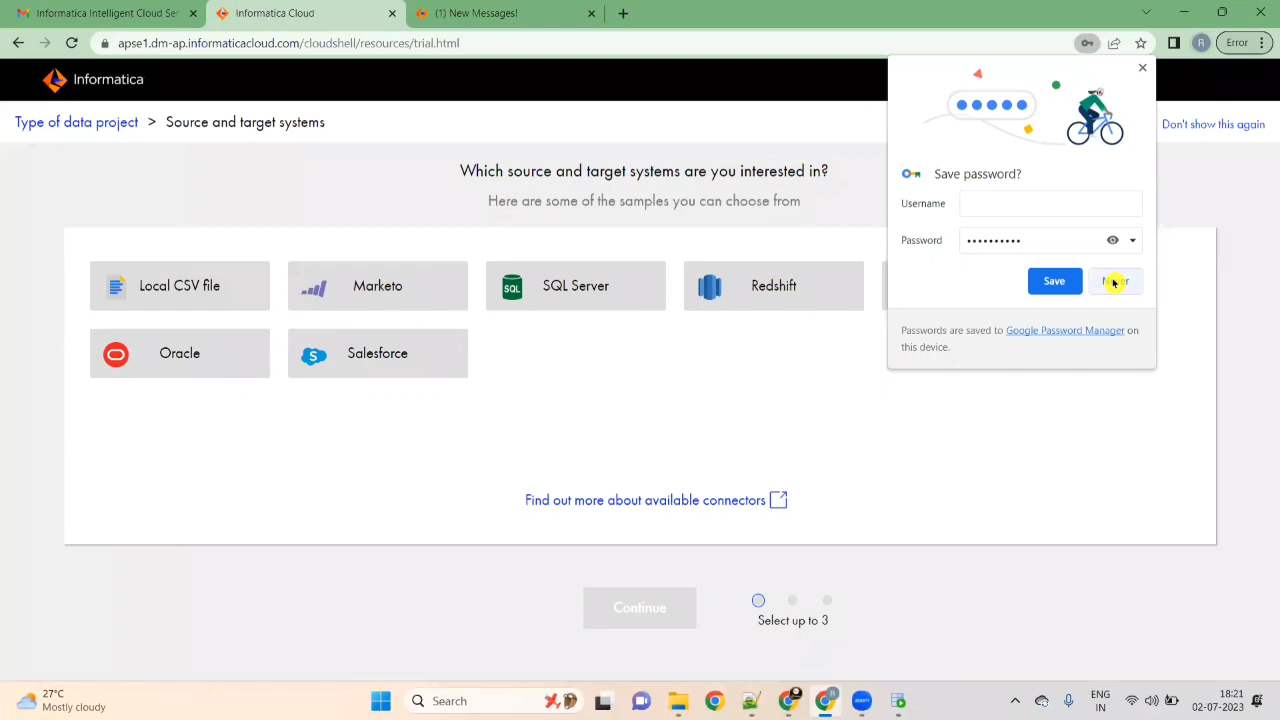 Informatica Intelligent Cloud Ser
Informatica Cloud
(1) New Messages!
apse1.dm-ap.informaticacloud.com/cloudshell/resources/trial.html
R
Error
Informatica
Type of data project > Source and target systems
Don't show this again
Which source and target systems are you interested in?
Here are some of the samples you can choose from
Save password?
Username
Password
Save
Passwords are saved to Google Password Manager on
this device.
Local CSV file
Marketo
SQL
SQL Server
Redshift
Oracle
S
Salesforce
Find out more about available connectors
Continue
Select up to 3
27°C
Mostly cloudy
Search
R
zoom
ENG
IN
18:21
02-07-2023